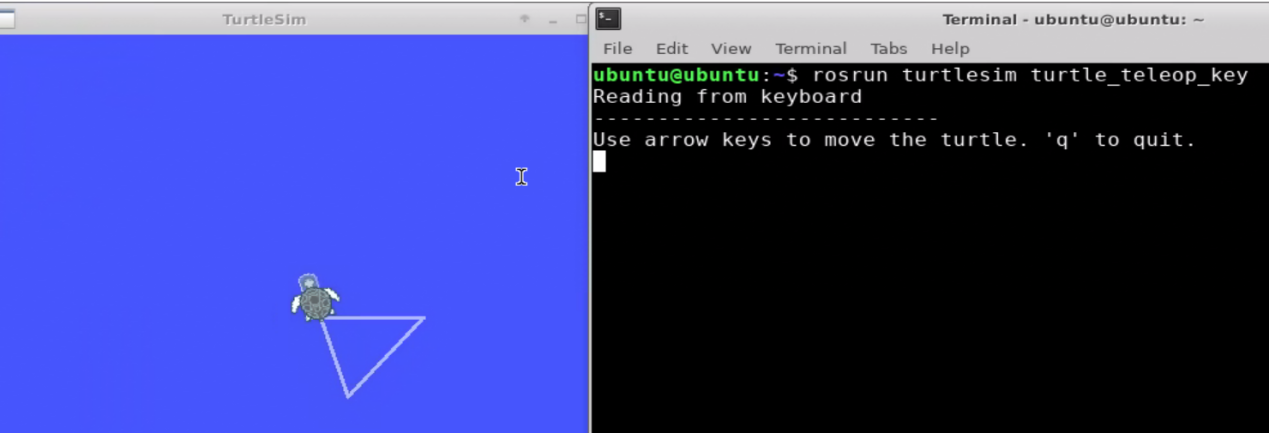 TurtleSim
Terminal - ubuntu@ubuntu: ~
File Edit View Terminal Tabs Help
ubuntu@ubuntu:~$ rosrun turtlesim turtle_teleop_key
Reading from keyboard
---------------------------
Use arrow keys to move the turtle. 'q' to quit.